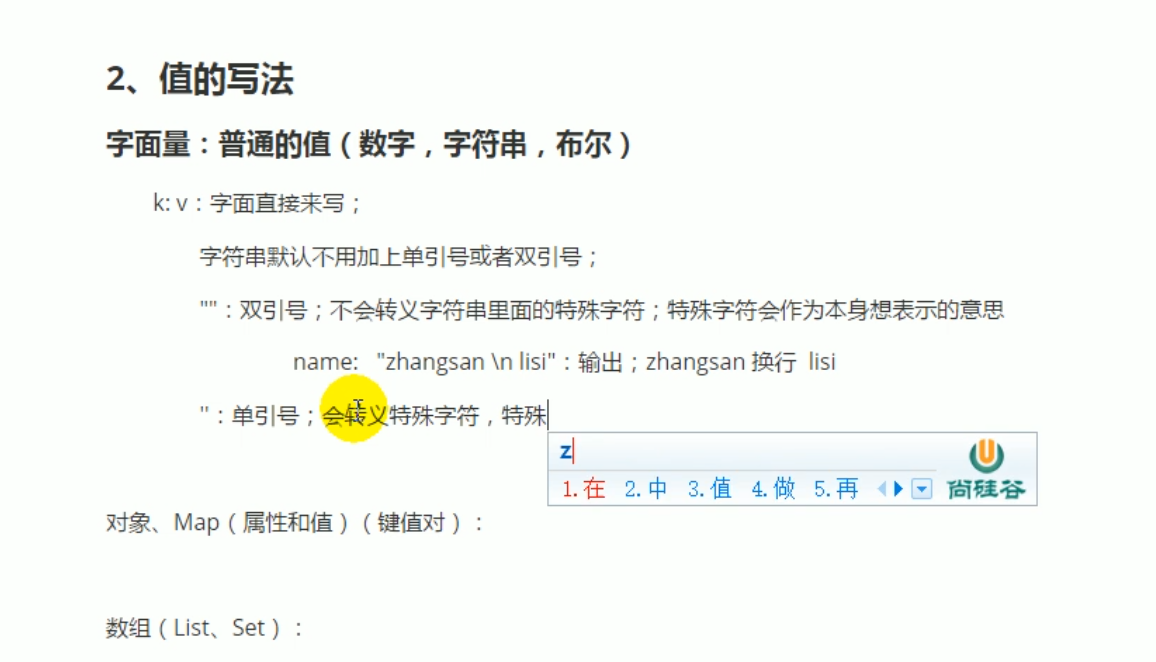 2、值的写法
字面量：普通的值（数字，字符串，布尔）
k: v：字面直接来写；
字符串默认不用加上单引号或者双引号；
""：双引号；不会转义字符串里面的特殊字符；特殊字符会作为本身想表示的意思
name: "zhangsan \n lisi"：输出；zhangsan 换行 lisi
''：单引号；会转义特殊字符，特殊
z
1.在 2.中 3.值 4.做 5.再
尚硅谷
对象、Map（属性和值）（键值对）：
数组（List、Set）：